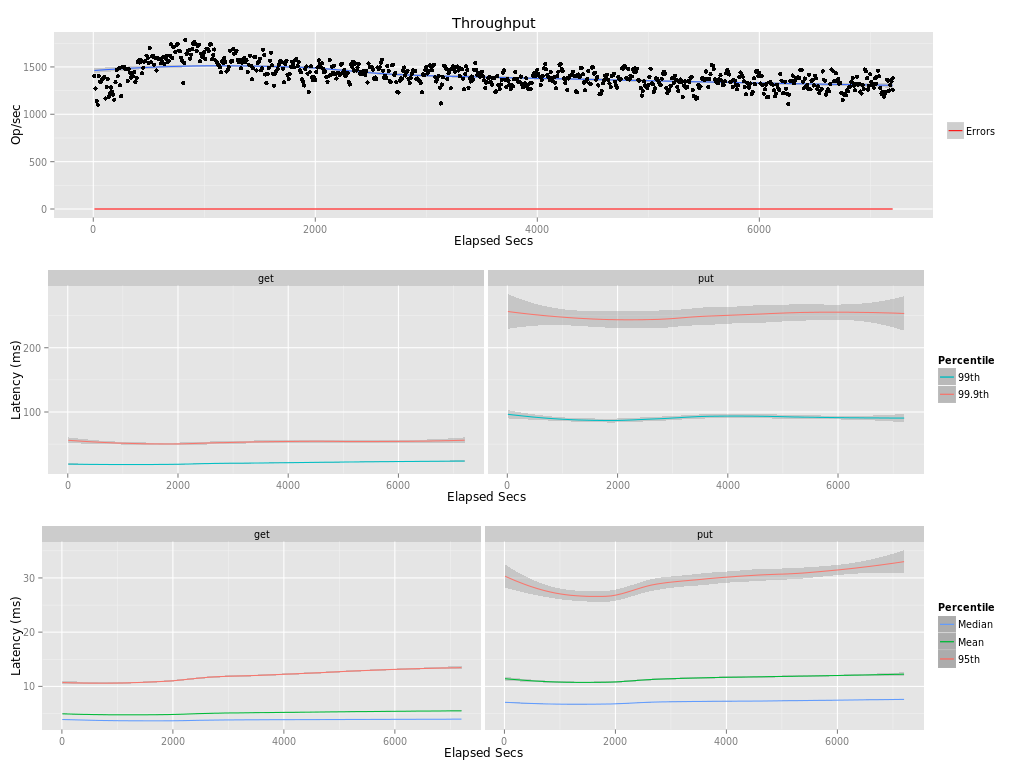 Throughput
1500
1000
500
0
Op/sec
0 2000 4000 6000
Elapsed Secs
Errors
get put
200
100
Latency (ms)
0 2000 4000 6000 0 2000 4000 6000
Elapsed Secs
Percentile
99th
99.9th
get put
30
20
10
Latency (ms)
0 2000 4000 6000 0 2000 4000 6000
Elapsed Secs
Percentile
Median
Mean
95th